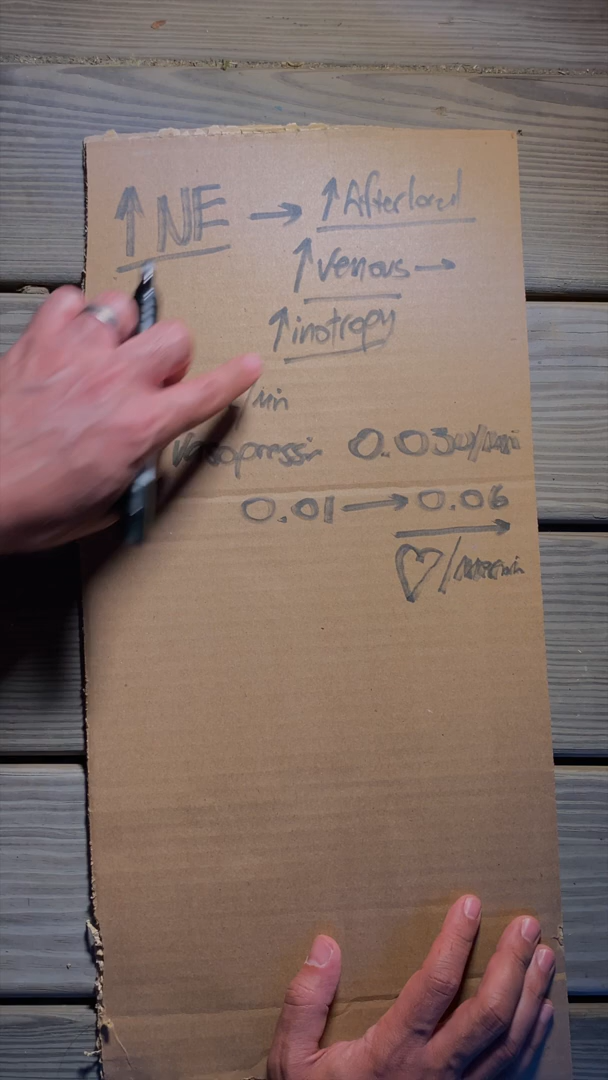 ↑ NE → ↑ Afterload
↑ Venous →
↑ inotropy
/min
Vasopressin 0.03u/min
0.01 → 0.06
♡/